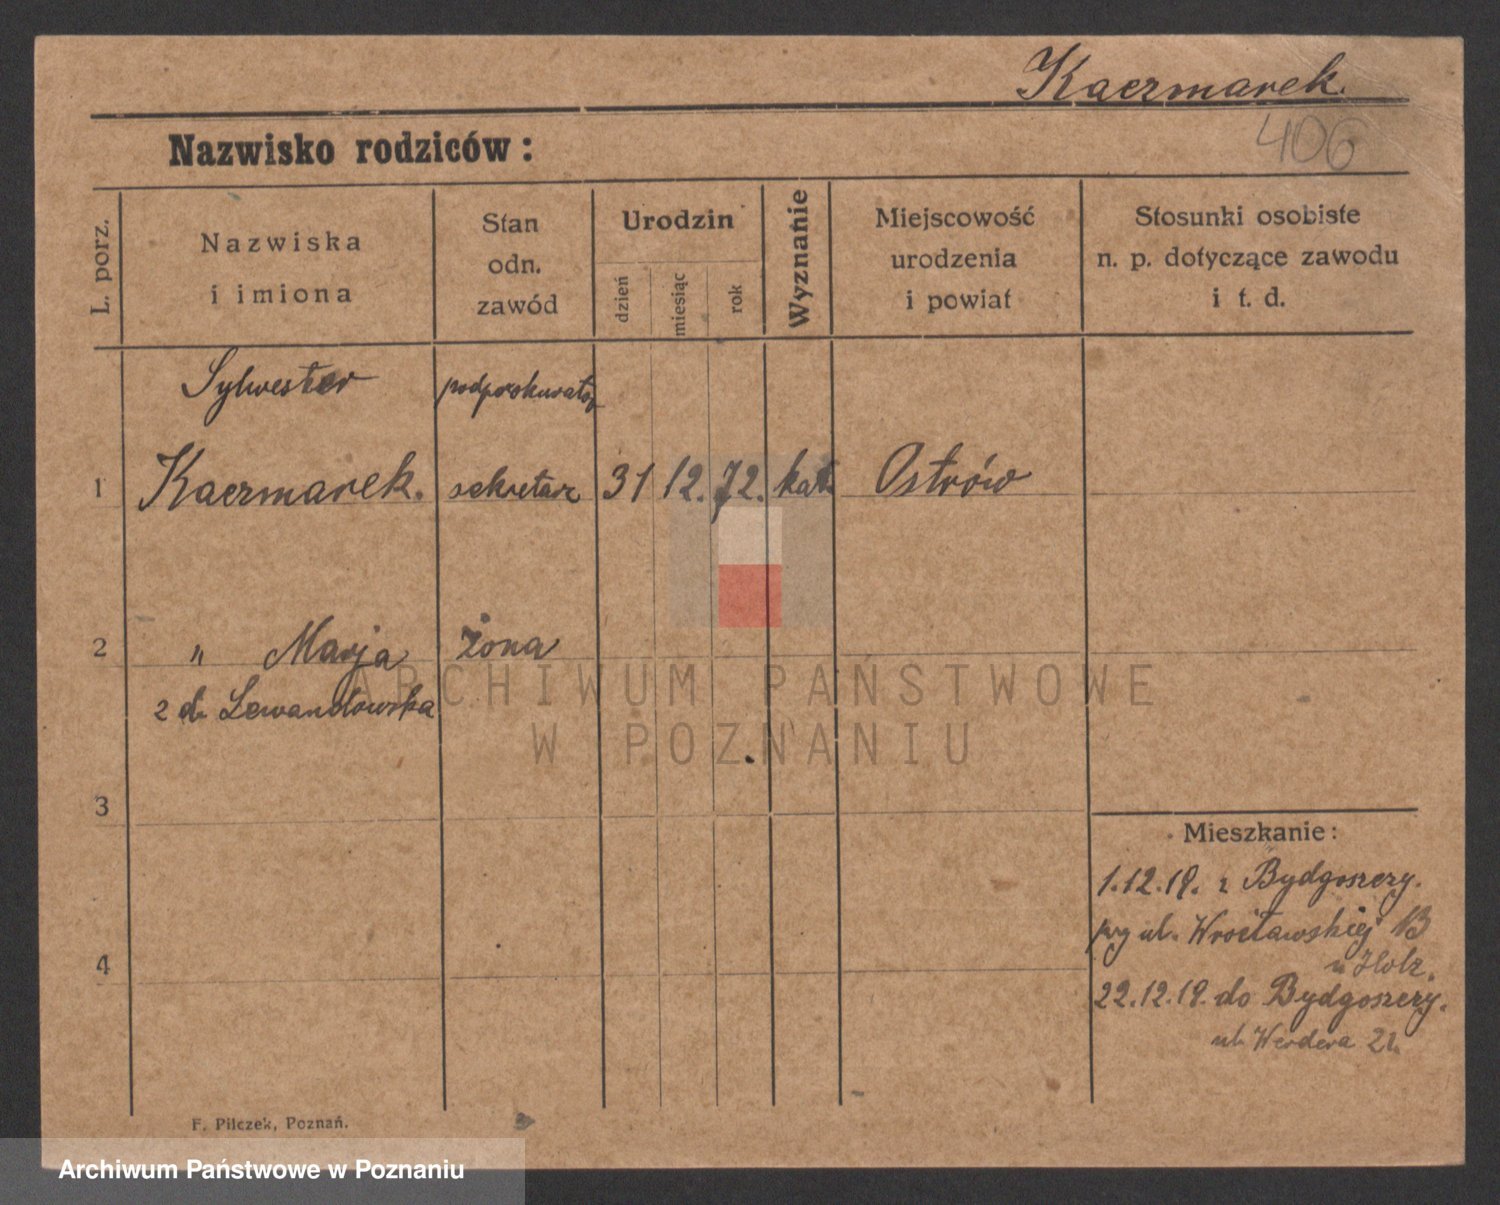 Kaczmarek.
406
Nazwisko rodziców:
L. porz.
Nazwiska
i imiona
Stan
odn.
zawód
Urodzin
dzień
miesiąc
rok
Wyznanie
Miejscowość
urodzenia
i powiat
Stosunki osobiste
n. p. dotyczące zawodu
i t. d.
Sylwester podprokurator
1 Kaczmarek. sekretarz 31 12. 72. kat. Ostrów
2 " Marja żona
z d. Lewandowska
ARCHIWUM PAŃSTWOWE
W POZNANIU
3
Mieszkanie:
1.12.19. z Bydgoszczy.
przy ul. Wrocławskiej 13
u Holz.
4
22.12.19. do Bydgoszczy.
ul. Werdera 21.
F. Pilczek, Poznań.
Archiwum Państwowe w Poznaniu